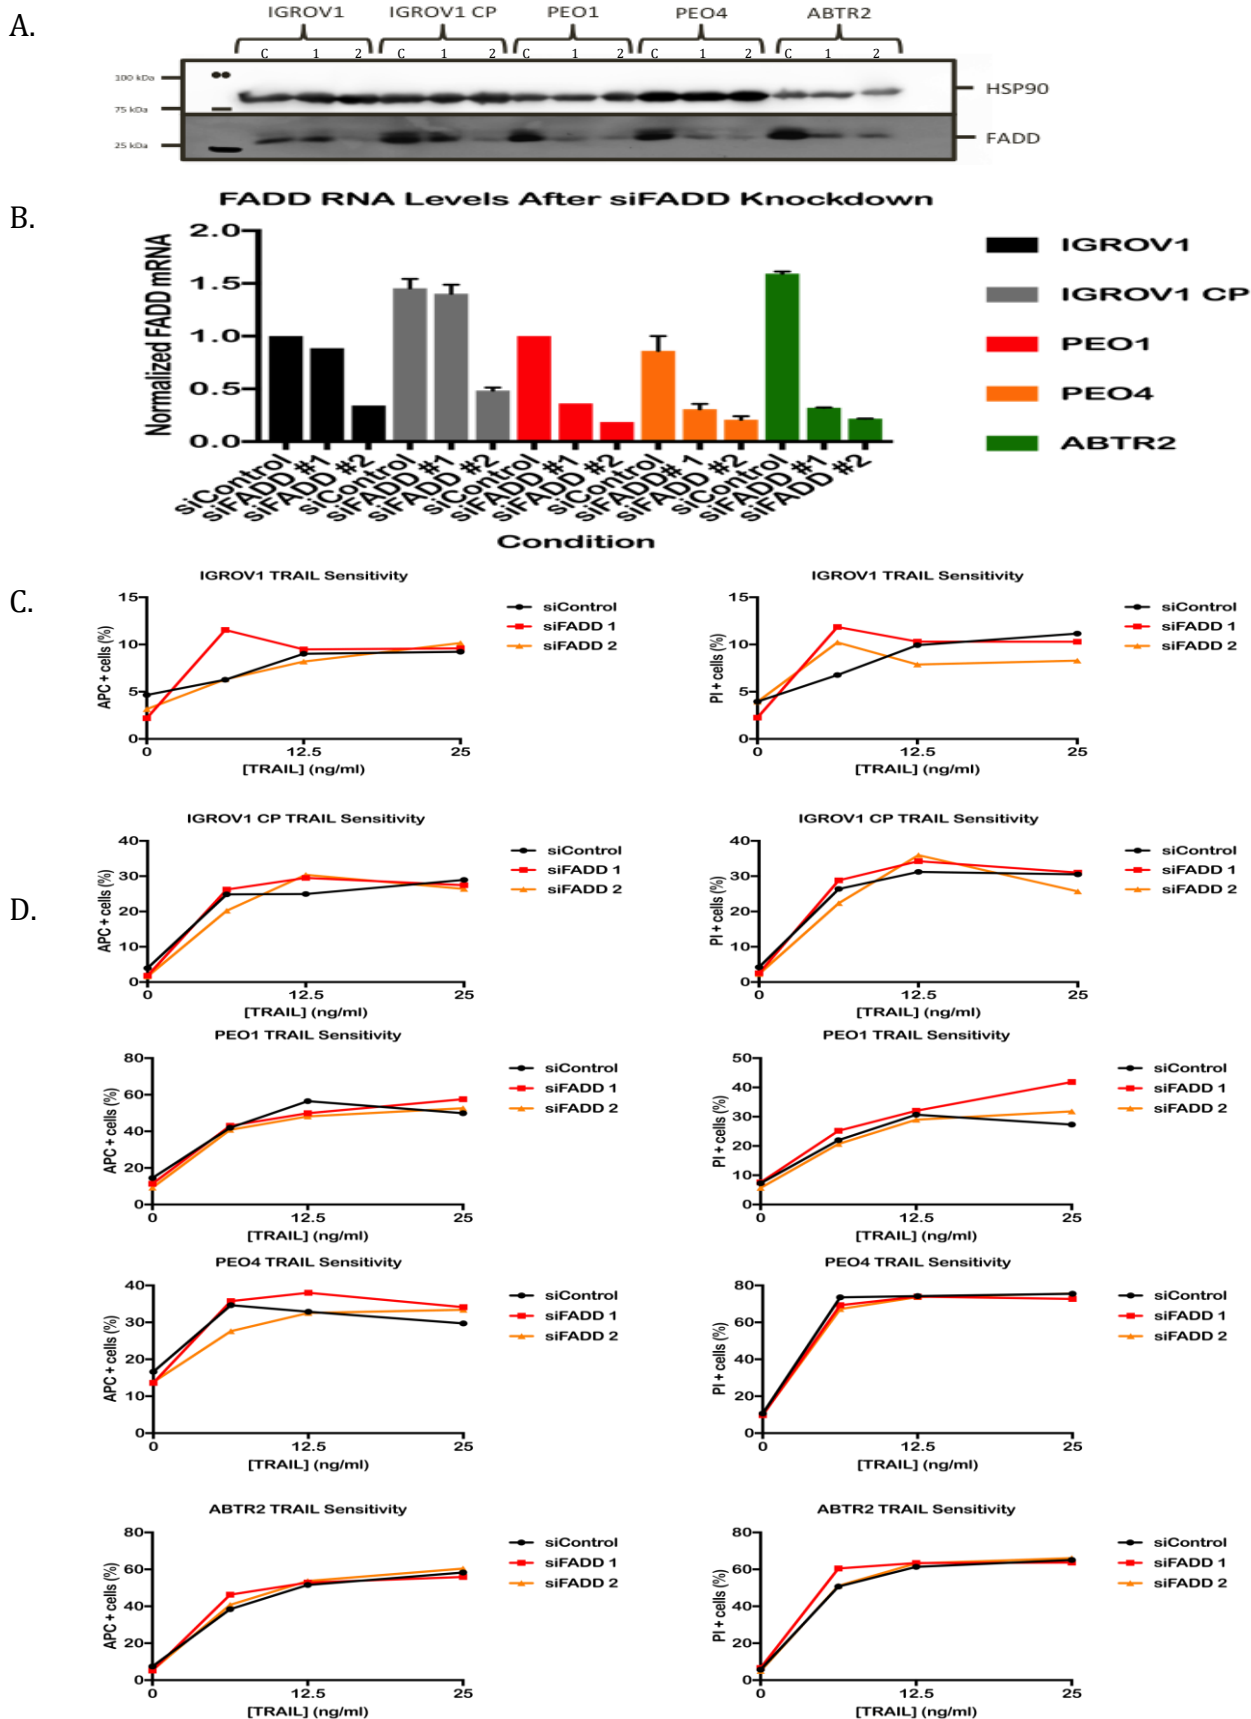 A.
IGROV1 IGROV1 CP PEO1 PEO4 ABTR2
C 1 2 C 1 2 C 1 2 C 1 2 C 1 2
100 kDa
HSP90
75 kDa
25 kDa
FADD
B.
FADD RNA Levels After siFADD Knockdown
Normalized FADD mRNA
2.0
1.5
1.0
0.5
0.0
siControl siFADD #1 siFADD #2 siControl siFADD #1 siFADD #2 siControl siFADD #1 siFADD #2 siControl siFADD# 1 siFADD #2 siControl siFADD #1 siFADD #2
Condition
IGROV1
IGROV1 CP
PEO1
PEO4
ABTR2
C.
IGROV1 TRAIL Sensitivity
APC + cells (%)
15
10
5
0
0 12.5 25
[TRAIL] (ng/ml)
siControl
siFADD 1
siFADD 2
IGROV1 TRAIL Sensitivity
PI + cells (%)
15
10
5
0
0 12.5 25
[TRAIL] (ng/ml)
siControl
siFADD 1
siFADD 2
D.
IGROV1 CP TRAIL Sensitivity
APC + cells (%)
40
30
20
10
0
0 12.5 25
[TRAIL] (ng/ml)
siControl
siFADD 1
siFADD 2
IGROV1 CP TRAIL Sensitivity
PI + cells (%)
40
30
20
10
0
0 12.5 25
[TRAIL] (ng/ml)
siControl
siFADD 1
siFADD 2
PEO1 TRAIL Sensitivity
APC + cells (%)
80
60
40
20
0
0 12.5 25
[TRAIL] (ng/ml)
siControl
siFADD 1
siFADD 2
PEO1 TRAIL Sensitivity
PI + cells (%)
50
40
30
20
10
0
0 12.5 25
[TRAIL] (ng/ml)
siControl
siFADD 1
siFADD 2
PEO4 TRAIL Sensitivity
APC + cells (%)
40
30
20
10
0
0 12.5 25
[TRAIL] (ng/ml)
siControl
siFADD 1
siFADD 2
PEO4 TRAIL Sensitivity
PI + cells (%)
80
60
40
20
0
0 12.5 25
[TRAIL] (ng/ml)
siControl
siFADD 1
siFADD 2
ABTR2 TRAIL Sensitivity
APC + cells (%)
80
60
40
20
0
0 12.5 25
[TRAIL] (ng/ml)
siControl
siFADD 1
siFADD 2
ABTR2 TRAIL Sensitivity
PI + cells (%)
80
60
40
20
0
0 12.5 25
[TRAIL] (ng/ml)
siControl
siFADD 1
siFADD 2